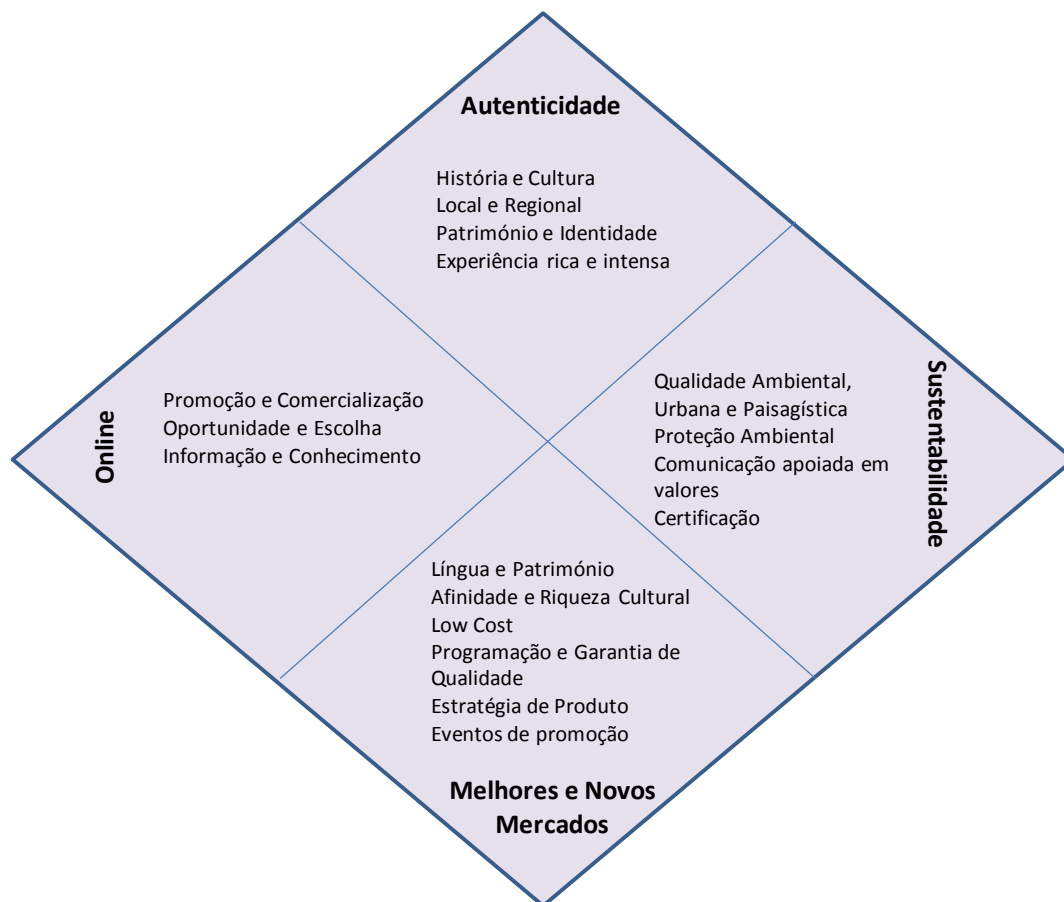 Autenticidade
História e Cultura
Local e Regional
Património e Identidade
Experiência rica e intensa
Online
Promoção e Comercialização
Oportunidade e Escolha
Informação e Conhecimento
Qualidade Ambiental,
Urbana e Paisagística
Proteção Ambiental
Comunicação apoiada em
valores
Certificação
Sustentabilidade
Língua e Património
Afinidade e Riqueza Cultural
Low Cost
Programação e Garantia de
Qualidade
Estratégia de Produto
Eventos de promoção
Melhores e Novos
Mercados